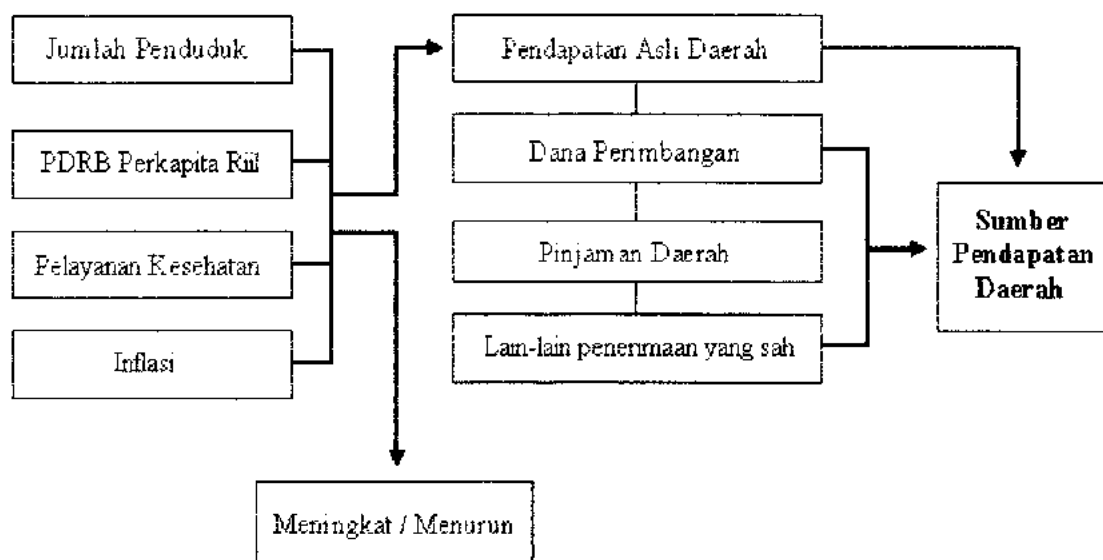 Jumlah Penduduk
PDRB Perkapita Riil
Pelayanan Kesehatan
Inflasi
Pendapatan Asli Daerah
Dana Perimbangan
Pinjaman Daerah
Lain-lain penerimaan yang sah
Sumber
Pendapatan
Daerah
Meningkat / Menurun